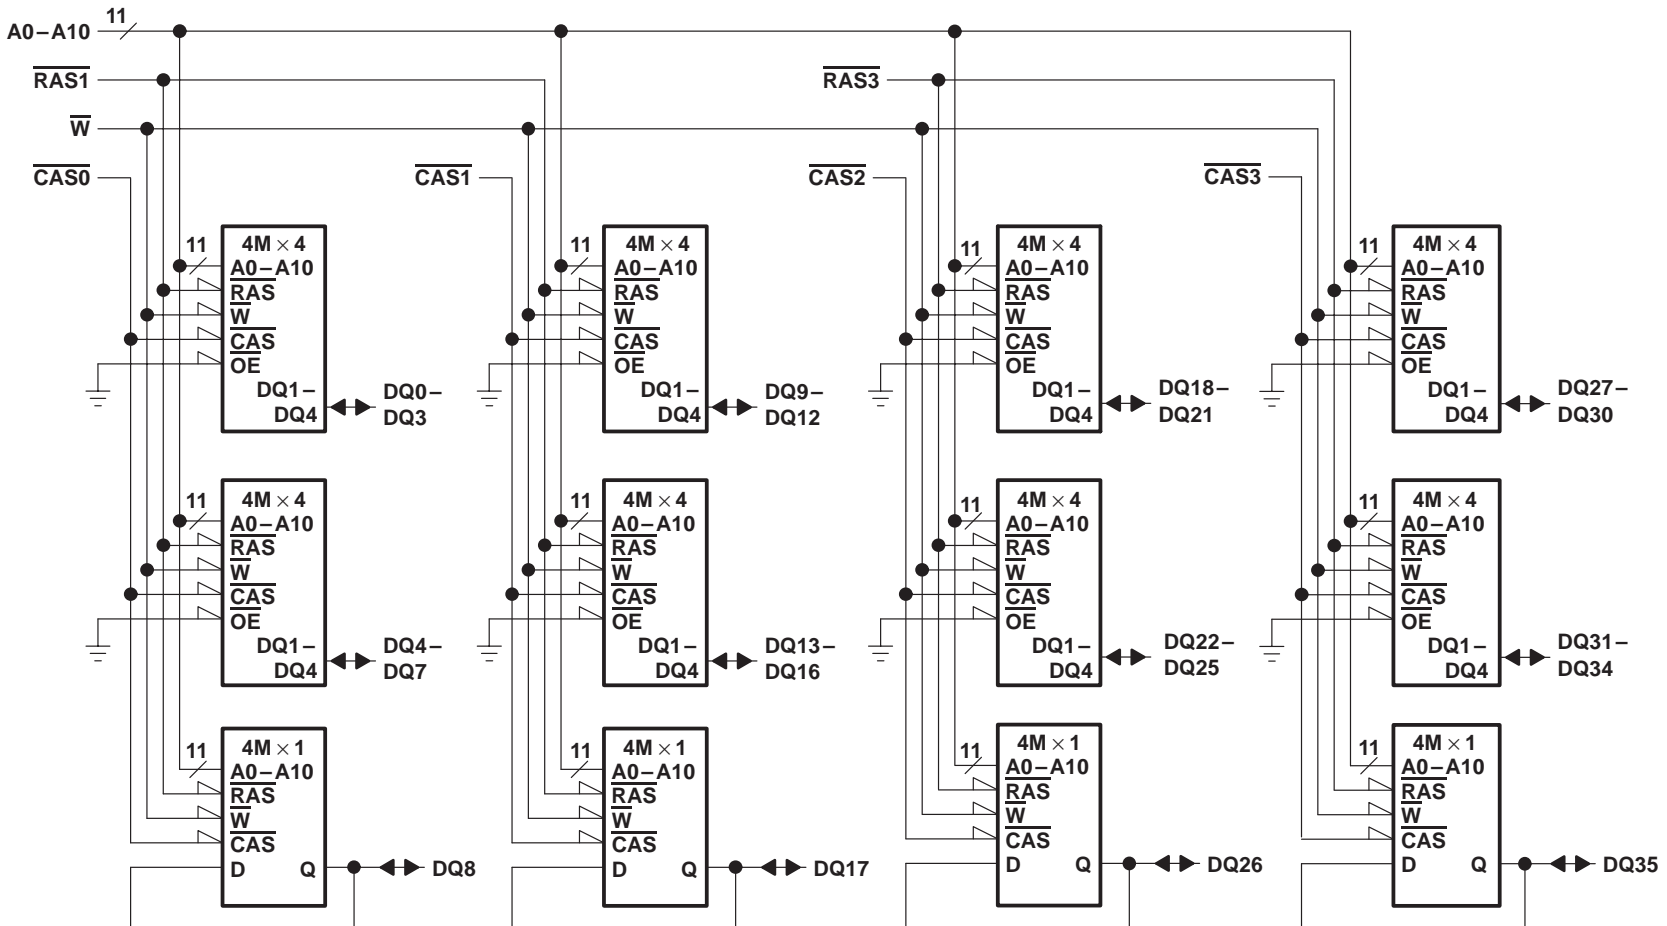 A0–A10 11
RAS1 RAS3
W
CAS0 CAS1 CAS2 CAS3
11 4M × 4
A0–A10
RAS
W
CAS
OE
DQ1–
DQ4
DQ0–
DQ3
11 4M × 4
A0–A10
RAS
W
CAS
OE
DQ1–
DQ4
DQ9–
DQ12
11 4M × 4
A0–A10
RAS
W
CAS
OE
DQ1–
DQ4
DQ18–
DQ21
11 4M × 4
A0–A10
RAS
W
CAS
OE
DQ1–
DQ4
DQ27–
DQ30
11 4M × 4
A0–A10
RAS
W
CAS
OE
DQ1–
DQ4
DQ4–
DQ7
11 4M × 4
A0–A10
RAS
W
CAS
OE
DQ1–
DQ4
DQ13–
DQ16
11 4M × 4
A0–A10
RAS
W
CAS
OE
DQ1–
DQ4
DQ22–
DQ25
11 4M × 4
A0–A10
RAS
W
CAS
OE
DQ1–
DQ4
DQ31–
DQ34
11 4M × 1
A0–A10
RAS
W
CAS
D Q DQ8
11 4M × 1
A0–A10
RAS
W
CAS
D Q DQ17
11 4M × 1
A0–A10
RAS
W
CAS
D Q DQ26
11 4M × 1
A0–A10
RAS
W
CAS
D Q DQ35